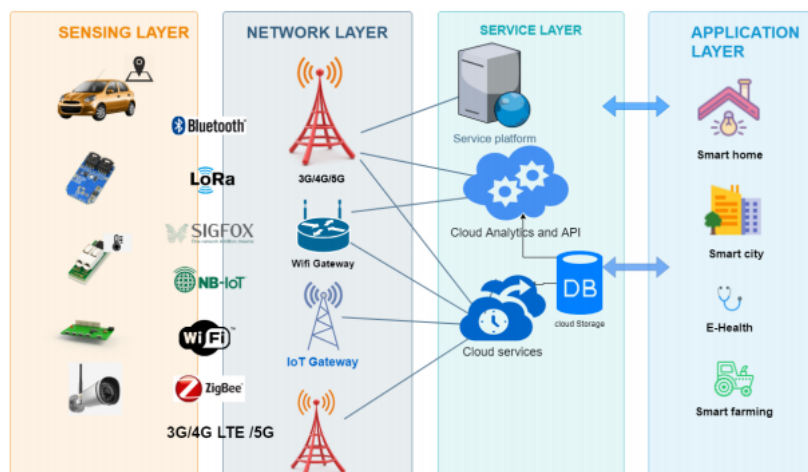 SENSING LAYER
NETWORK LAYER
SERVICE LAYER
APPLICATION
LAYER
Bluetooth®
LoRa
SIGFOX
NB-IoT
WiFi™
ZigBee®
3G/4G LTE /5G
3G/4G/5G
Wifi Gateway
IoT Gateway
Service platform
Cloud Analytics and API
DB
cloud Storage
Cloud services
Smart home
Smart city
E-Health
Smart farming